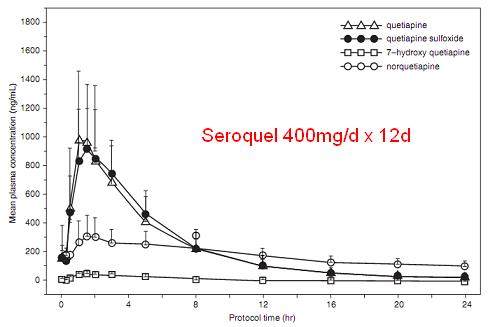 1800
1600
1400
1200
1000
800
600
400
200
0
Mean plasma concentration (ng/mL)
quetiapine
quetiapine sulfoxide
7–hydroxy quetiapine
norquetiapine
Seroquel 400mg/d x 12d
0 4 8 12 16 20 24
Protocol time (hr)